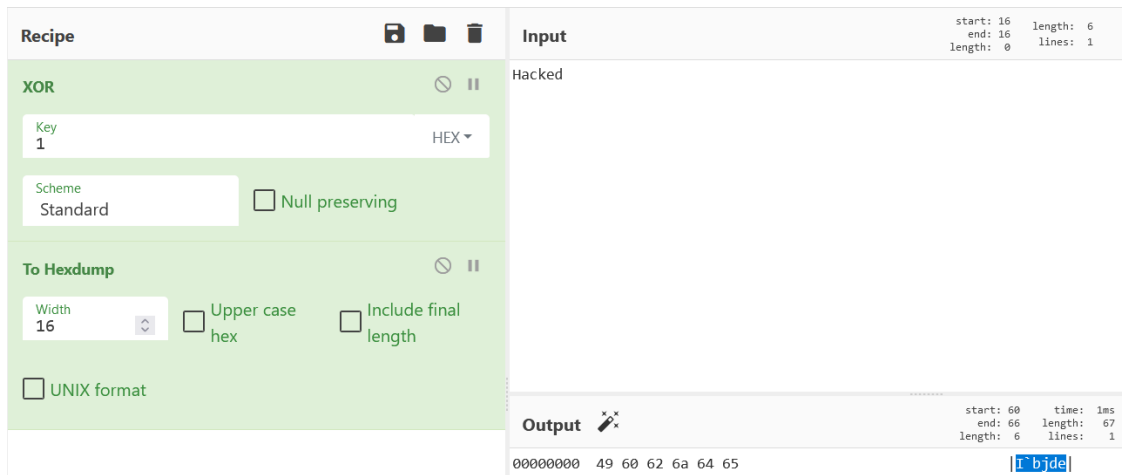 Recipe
XOR
Key
1
HEX
Scheme
Standard
Null preserving
To Hexdump
Width
16
Upper case
hex
Include final
length
UNIX format
Input
start: 16
end: 16
length: 0
length: 6
lines: 1
Hacked
Output
start: 60
end: 66
length: 6
time: 1ms
length: 67
lines: 1
00000000 49 60 62 6a 64 65 |I`bjde|